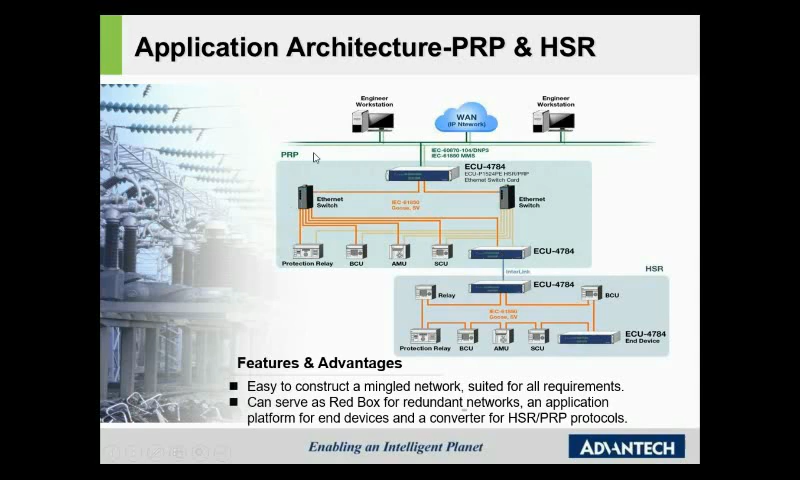 Application Architecture-PRP & HSR
Engineer
Workstation
WAN
(IP Ntework)
Engineer
Workstation
PRP
IEC-60870-104/DNP3
IEC-61850 MMS
ECU-4784
ECU-P1524PE HSR/PRP
Ethernet Switch Card
Ethernet
Switch
IEC-61850
Goose, SV
Ethernet
Switch
Protection Relay
BCU
AMU
SCU
ECU-4784
InterLink
HSR
ECU-4784
Relay
BCU
IEC-61850
Goose, SV
Protection Relay
BCU
AMU
SCU
ECU-4784
End Device
Features & Advantages
Easy to construct a mingled network, suited for all requirements.
Can serve as Red Box for redundant networks, an application
platform for end devices and a converter for HSR/PRP protocols.
Enabling an Intelligent Planet
ADVANTECH